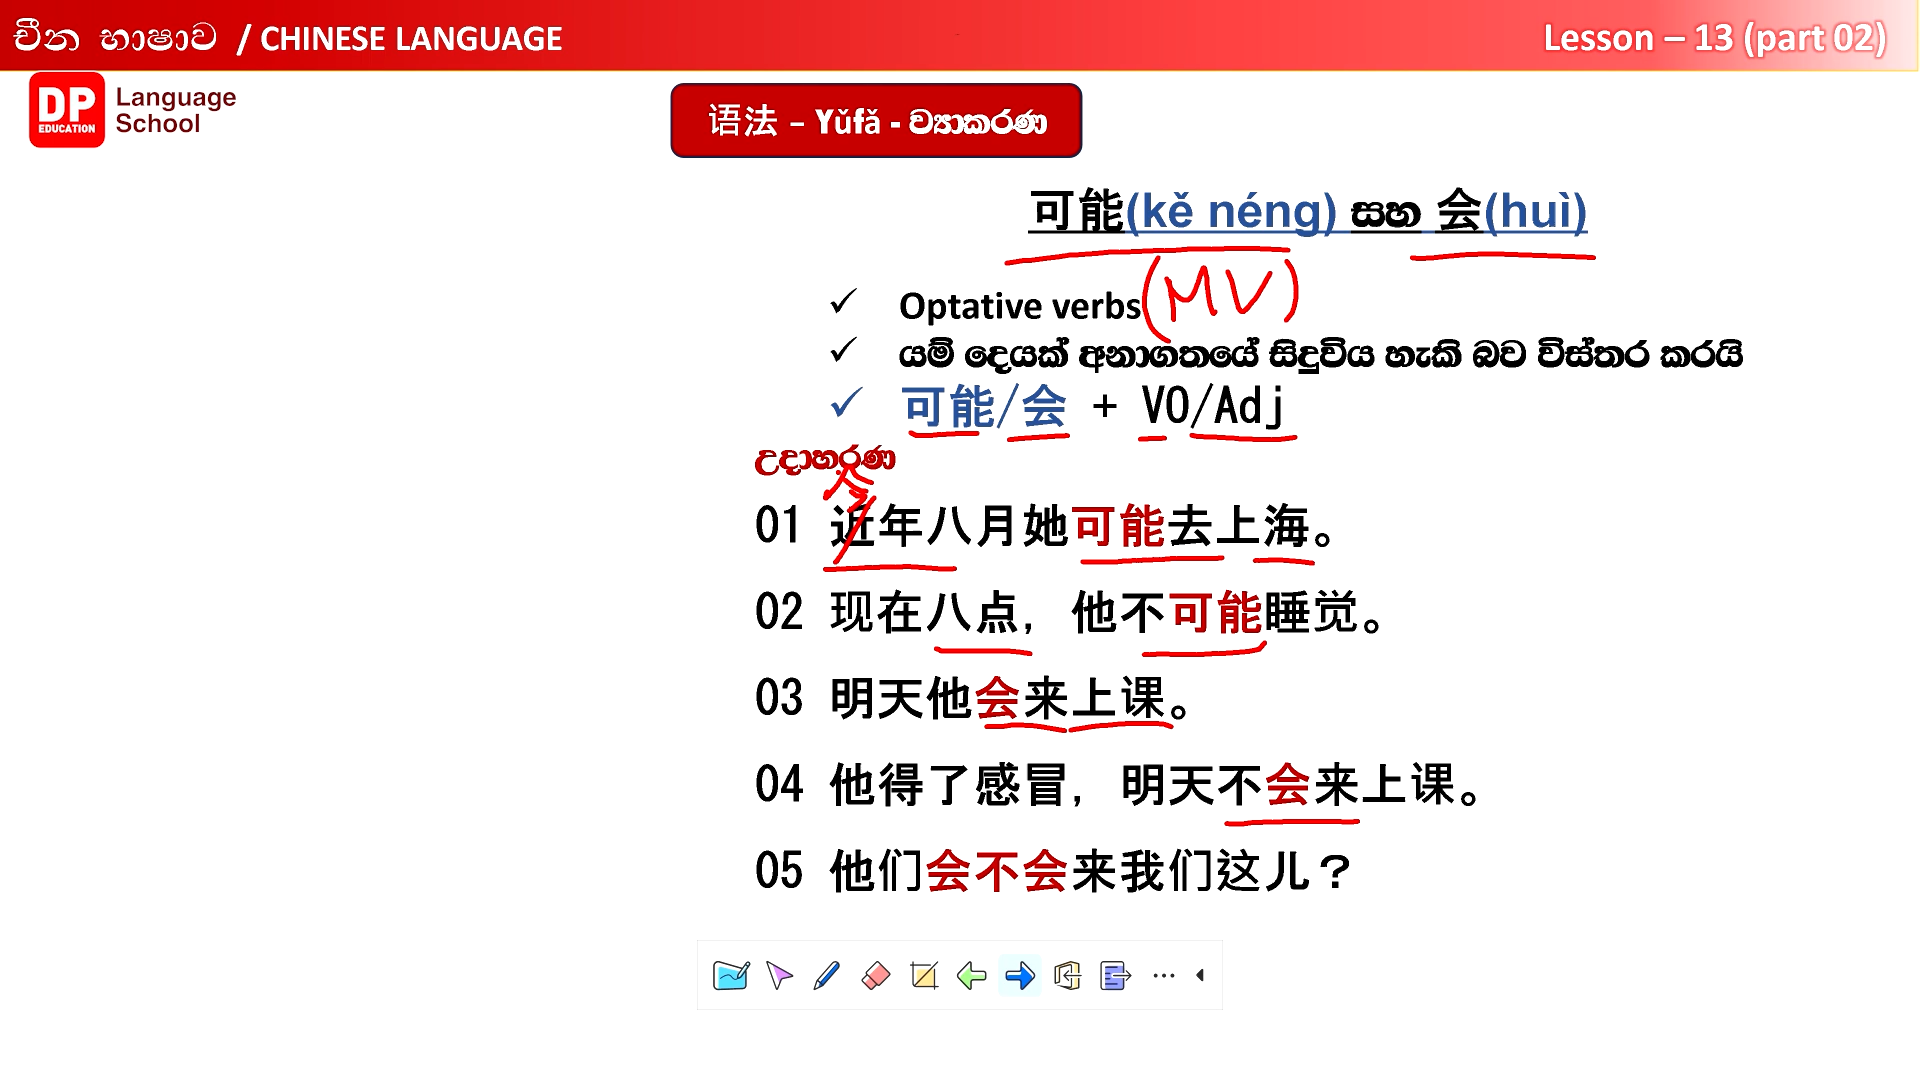 චීන භාෂාව / CHINESE LANGUAGE
Lesson – 13 (part 02)
DP EDUCATION
Language School
语法 – Yǔfǎ - ව්‍යාකරණ
可能(kě néng) සහ 会(huì)
✓ Optative verbs (MV)
✓ යම් දෙයක් අනාගතයේ සිදුවිය හැකි බව විස්තර කරයි
✓ 可能/会 + VO/Adj
උදාහරණ
今
01 近年八月她可能去上海。
02 现在八点, 他不可能睡觉。
03 明天他会来上课。
04 他得了感冒, 明天不会来上课。
05 他们会不会来我们这儿？